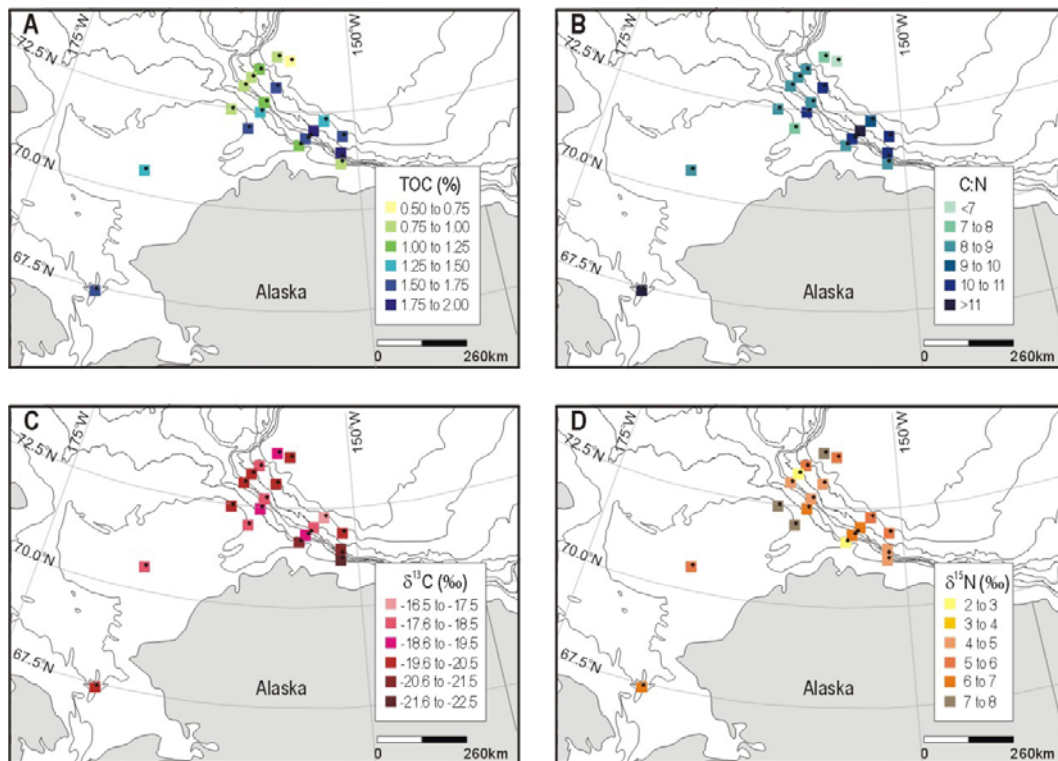 A
175°W
150°W
72.5°N
70.0°N
67.5°N
Alaska
TOC (%)
0.50 to 0.75
0.75 to 1.00
1.00 to 1.25
1.25 to 1.50
1.50 to 1.75
1.75 to 2.00
0 260km
B
175°W
150°W
72.5°N
70.0°N
67.5°N
Alaska
C:N
<7
7 to 8
8 to 9
9 to 10
10 to 11
>11
0 260km
C
175°W
150°W
72.5°N
70.0°N
67.5°N
Alaska
δ¹³C (‰)
-16.5 to -17.5
-17.6 to -18.5
-18.6 to -19.5
-19.6 to -20.5
-20.6 to -21.5
-21.6 to -22.5
0 260km
D
175°W
150°W
72.5°N
70.0°N
67.5°N
Alaska
δ¹⁵N (‰)
2 to 3
3 to 4
4 to 5
5 to 6
6 to 7
7 to 8
0 260km